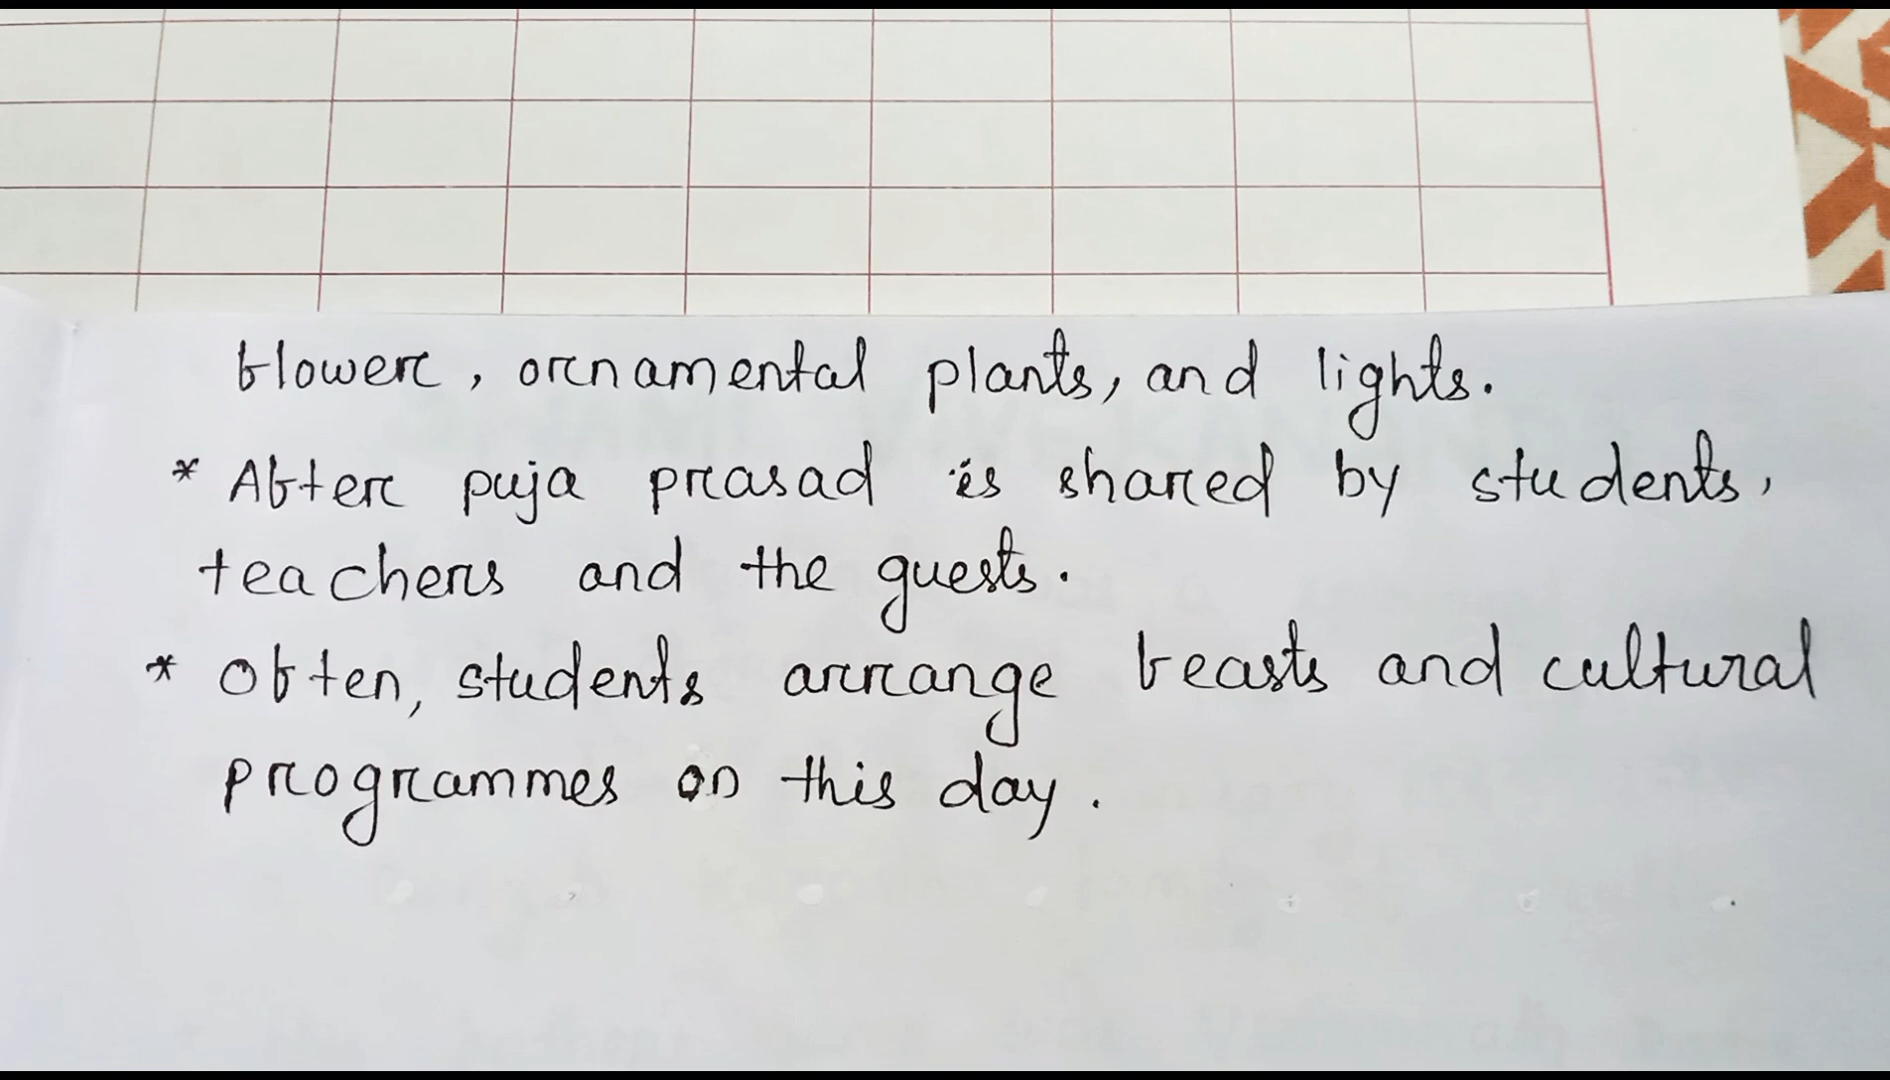 flower, ornamental plants, and lights.
* After puja prasad is shared by students,
teachers and the guests.
* Often, students arrange feasts and cultural
programmes on this day.